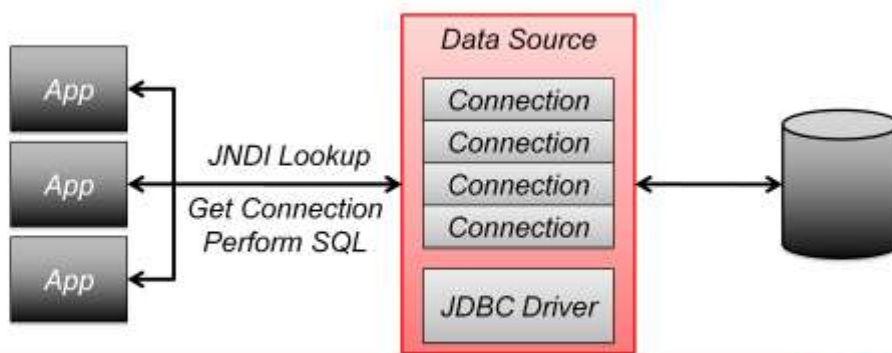 App
App
App
JNDI Lookup
Get Connection
Perform SQL
Data Source
Connection
Connection
Connection
Connection
JDBC Driver